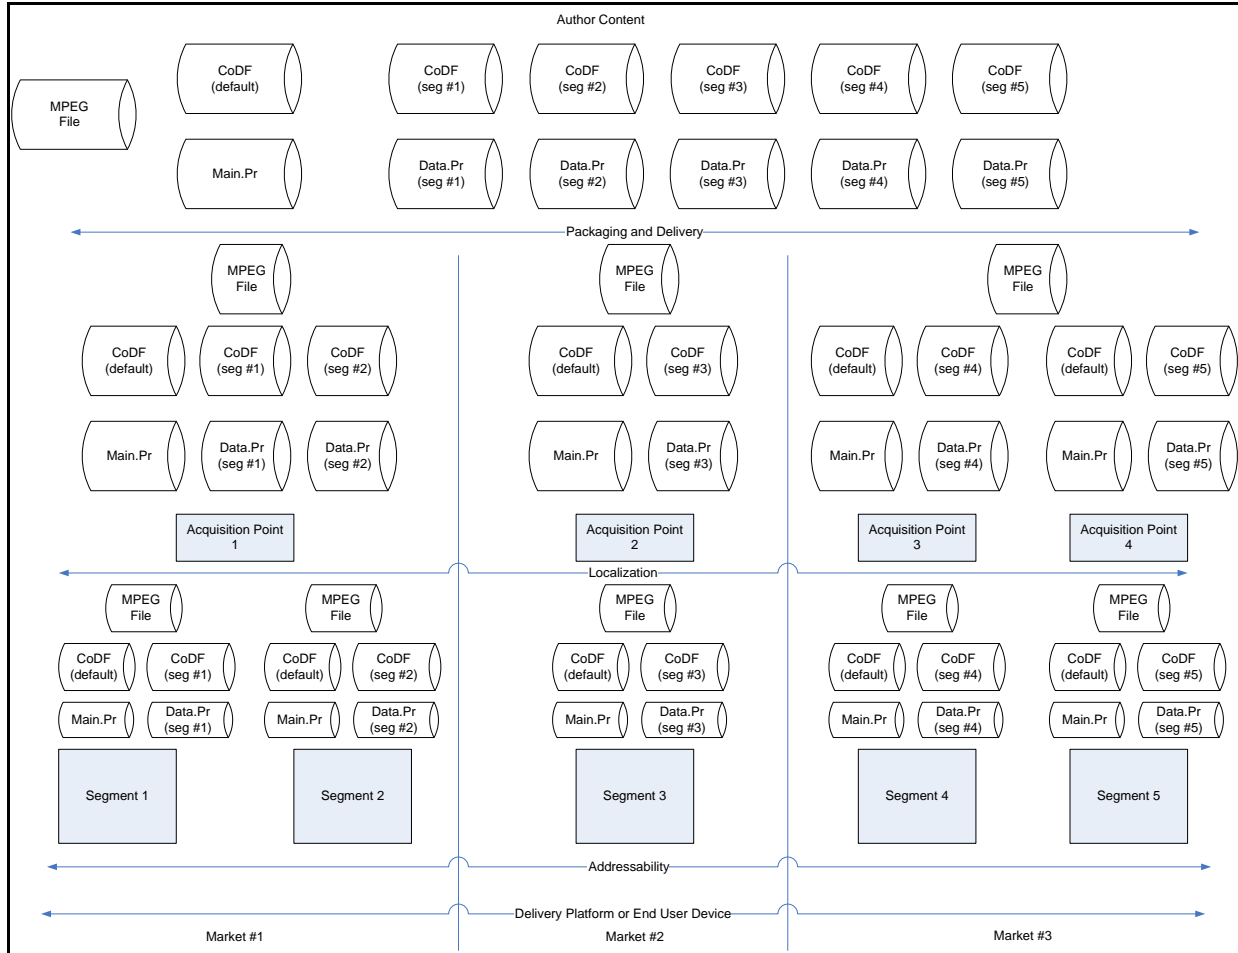 Author Content
MPEG
File
CoDF
(default)
CoDF
(seg #1)
CoDF
(seg #2)
CoDF
(seg #3)
CoDF
(seg #4)
CoDF
(seg #5)
Main.Pr
Data.Pr
(seg #1)
Data.Pr
(seg #2)
Data.Pr
(seg #3)
Data.Pr
(seg #4)
Data.Pr
(seg #5)
Packaging and Delivery
MPEG
File
MPEG
File
MPEG
File
CoDF
(default)
CoDF
(seg #1)
CoDF
(seg #2)
CoDF
(default)
CoDF
(seg #3)
CoDF
(default)
CoDF
(seg #4)
CoDF
(default)
CoDF
(seg #5)
Main.Pr
Data.Pr
(seg #1)
Data.Pr
(seg #2)
Main.Pr
Data.Pr
(seg #3)
Main.Pr
Data.Pr
(seg #4)
Main.Pr
Data.Pr
(seg #5)
Acquisition Point
1
Acquisition Point
2
Acquisition Point
3
Acquisition Point
4
Localization
MPEG
File
MPEG
File
MPEG
File
MPEG
File
MPEG
File
CoDF
(default)
CoDF
(seg #1)
CoDF
(default)
CoDF
(seg #2)
CoDF
(default)
CoDF
(seg #3)
CoDF
(default)
CoDF
(seg #4)
CoDF
(default)
CoDF
(seg #5)
Main.Pr
Data.Pr
(seg #1)
Main.Pr
Data.Pr
(seg #2)
Main.Pr
Data.Pr
(seg #3)
Main.Pr
Data.Pr
(seg #4)
Main.Pr
Data.Pr
(seg #5)
Segment 1
Segment 2
Segment 3
Segment 4
Segment 5
Addressability
Delivery Platform or End User Device
Market #1
Market #2
Market #3